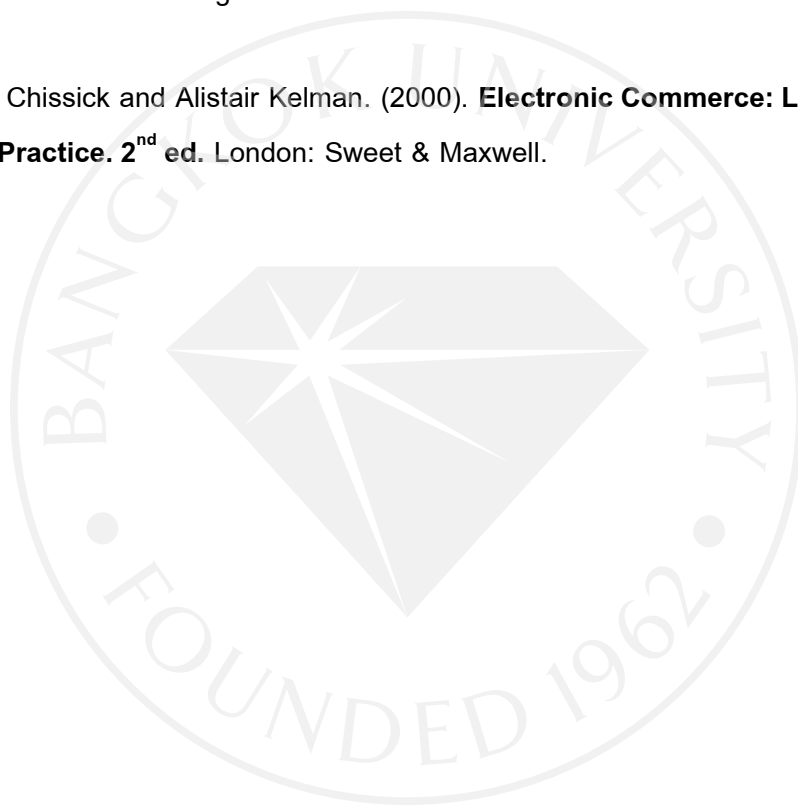 Chissick and Alistair Kelman. (2000). Electronic Commerce: L
Practice. 2nd ed. London: Sweet & Maxwell.
BANGKOK UNIVERSITY
FOUNDED 1962